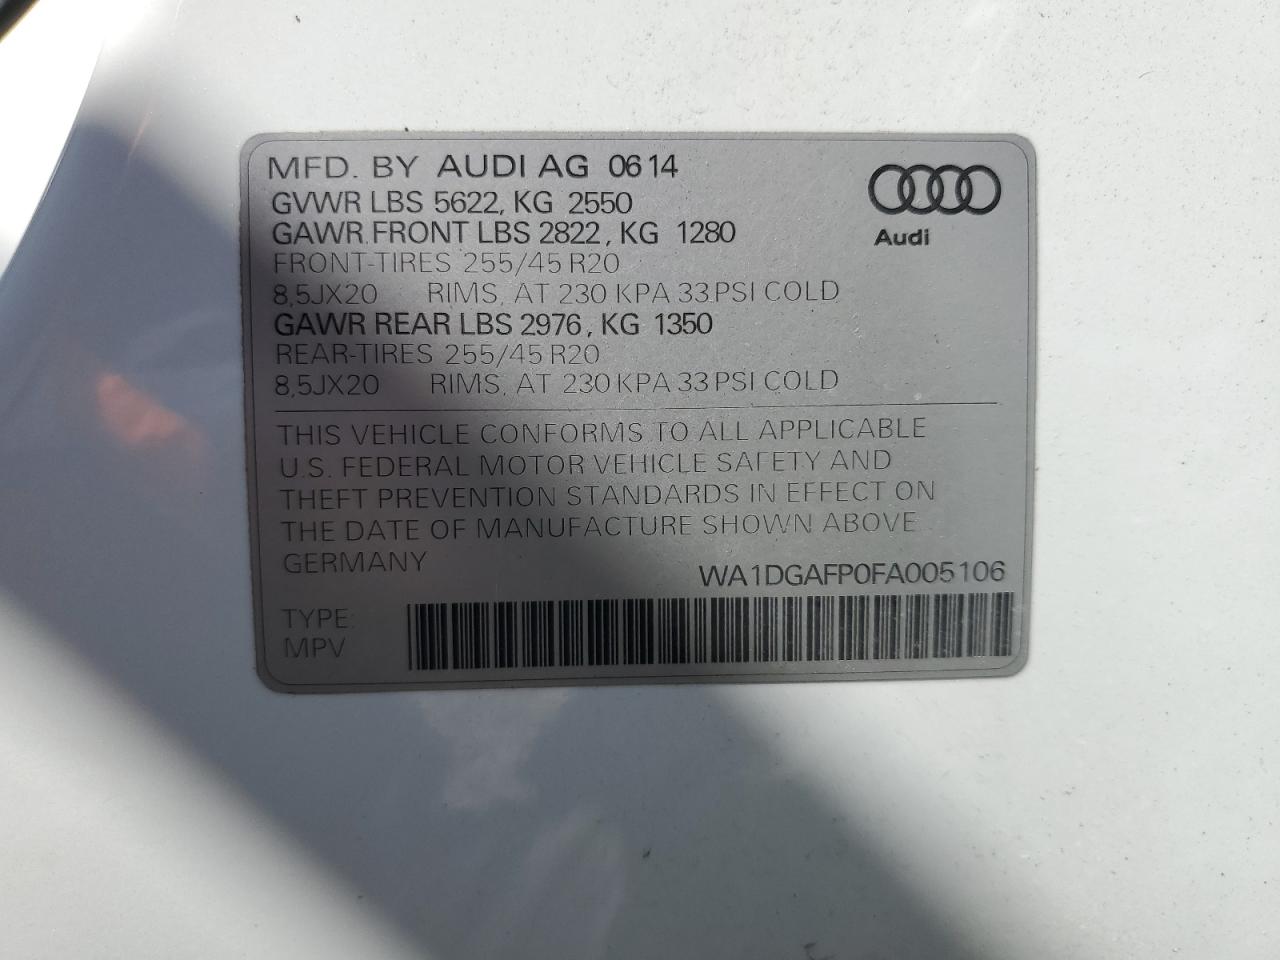 MFD. BY AUDI AG 0614
GVWR LBS 5622, KG 2550
GAWR FRONT LBS 2822, KG 1280
FRONT-TIRES 255/45 R20
8,5JX20 RIMS, AT 230 KPA 33 PSI COLD
GAWR REAR LBS 2976, KG 1350
REAR-TIRES 255/45 R20
8,5JX20 RIMS, AT 230 KPA 33 PSI COLD
Audi
THIS VEHICLE CONFORMS TO ALL APPLICABLE
U.S. FEDERAL MOTOR VEHICLE SAFETY AND
THEFT PREVENTION STANDARDS IN EFFECT ON
THE DATE OF MANUFACTURE SHOWN ABOVE
GERMANY
WA1DGAFP0FA005106
TYPE:
MPV